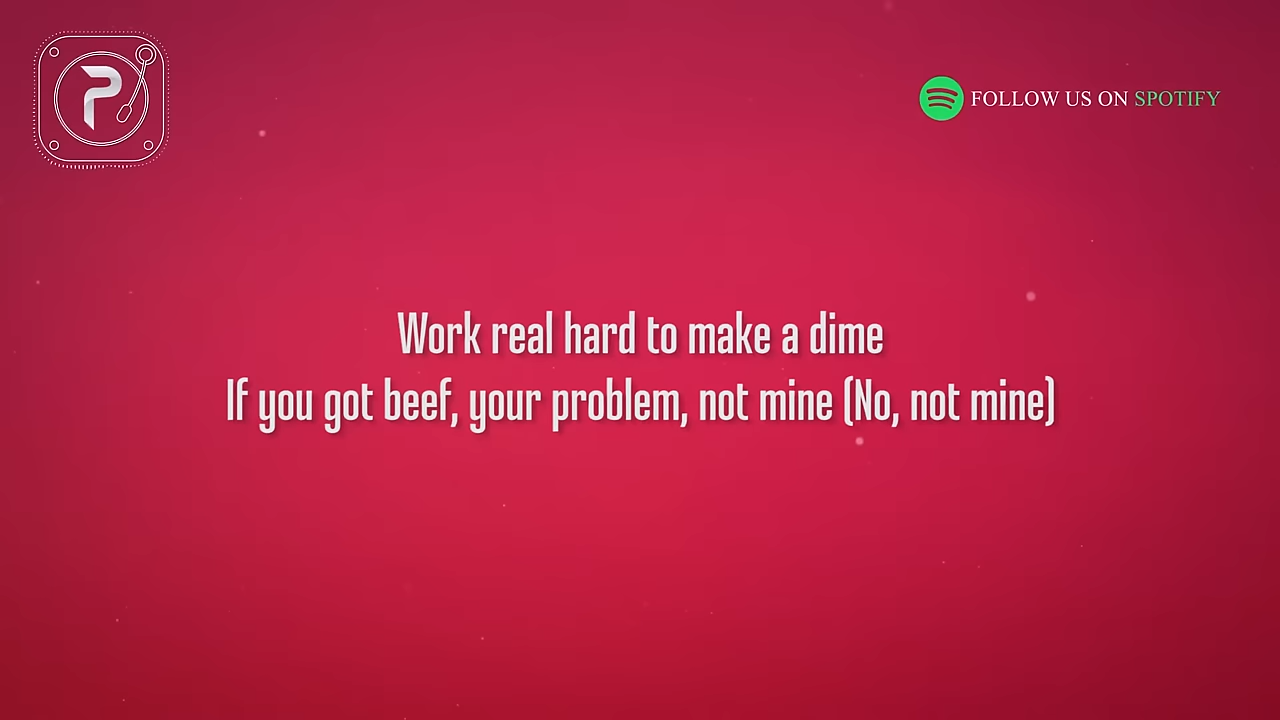 P
FOLLOW US ON SPOTIFY
Work real hard to make a dime
If you got beef, your problem, not mine (No, not mine)